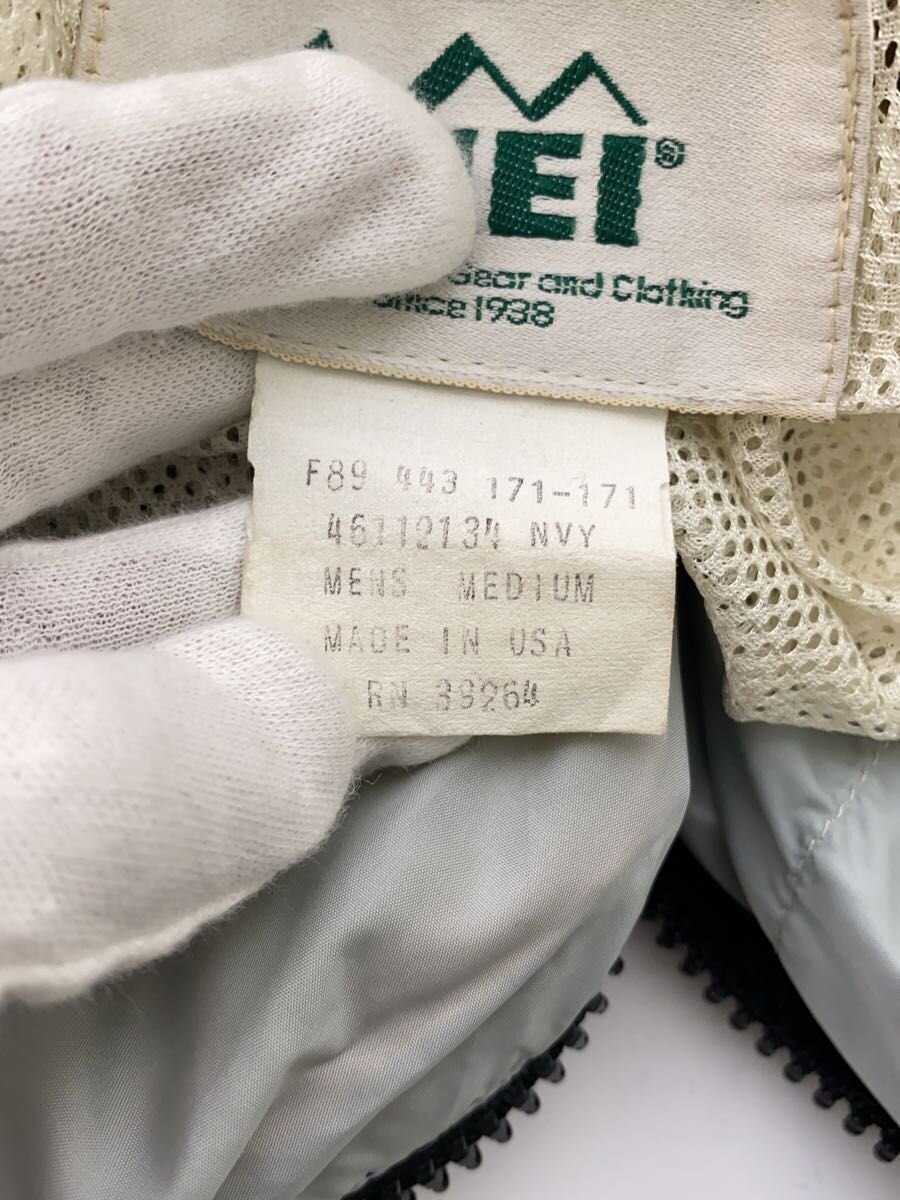 EI®
Gear and Clothing
Since 1938
F89 443 171-171
46112134 NVY
MENS MEDIUM
MADE IN USA
RN 39264